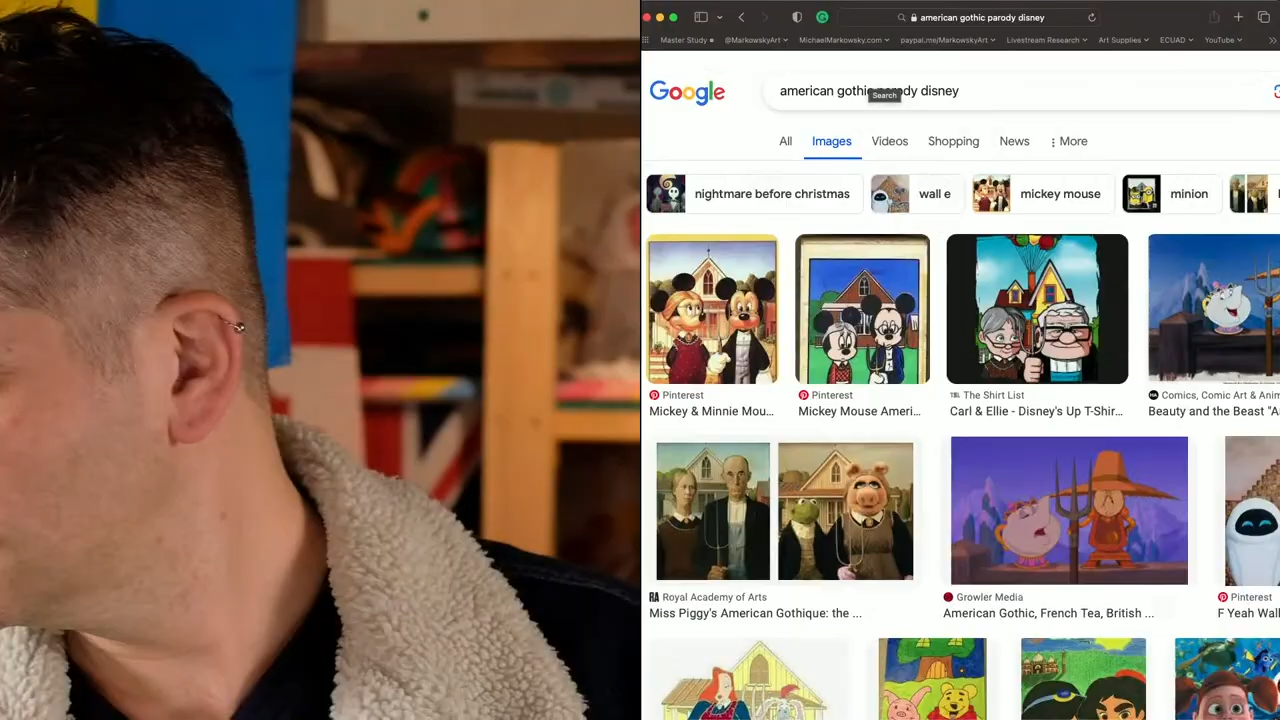 american gothic parody disney
Master Study
@MarkowskyArt
MichaelMarkowsky.com
paypal.me/MarkowskyArt
Livestream Research
Art Supplies
ECUAD
YouTube
Google
american gothic parody disney
Search
All
Images
Videos
Shopping
News
More
nightmare before christmas
wall e
mickey mouse
minion
Pinterest
Mickey & Minnie Mou...
Pinterest
Mickey Mouse Ameri...
The Shirt List
Carl & Ellie - Disney's Up T-Shir...
Comics, Comic Art & Anim
Beauty and the Beast "A
RA Royal Academy of Arts
Miss Piggy's American Gothique: the ...
Growler Media
American Gothic, French Tea, British ...
Pinterest
F Yeah Wall